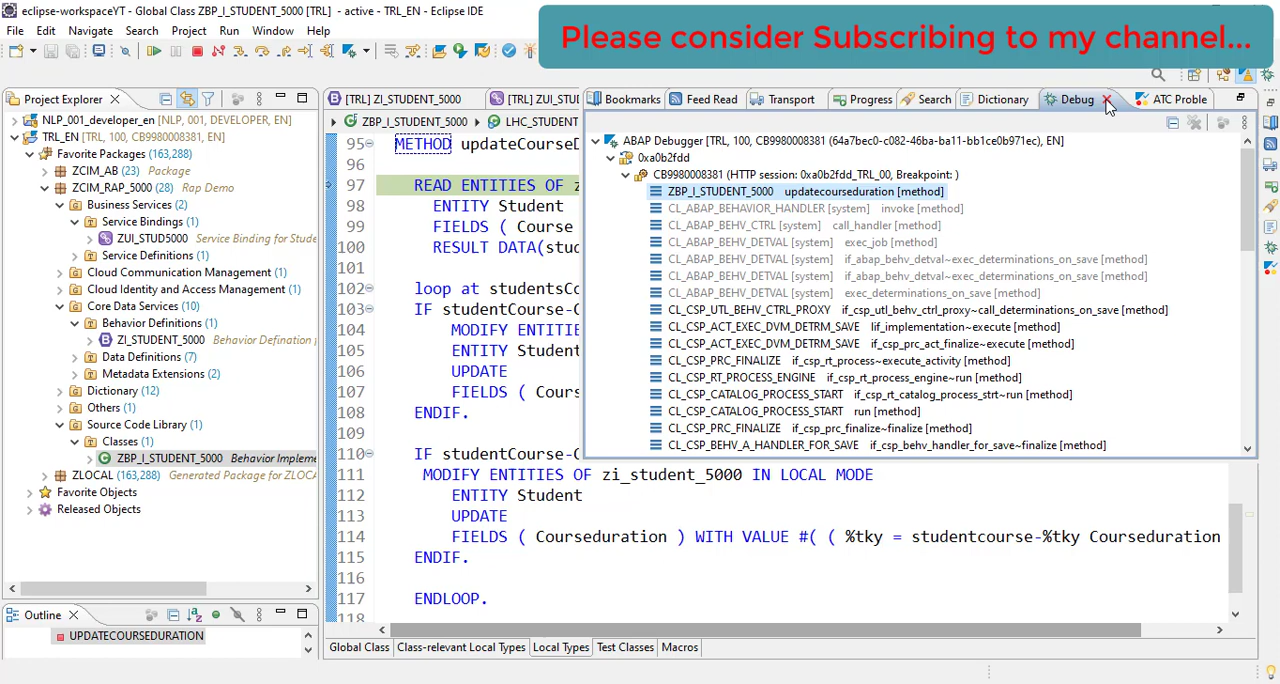 eclipse-workspaceYT - Global Class ZBP_I_STUDENT_5000 [TRL] - active - TRL_EN - Eclipse IDE
Please consider Subscribing to my channel...
File Edit Navigate Search Project Run Window Help
Project Explorer
[TRL] ZI_STUDENT_5000
[TRL] ZUI_STUD
Bookmarks Feed Read Transport Progress Search Dictionary Debug ATC Proble
NLP_001_developer_en [NLP, 001, DEVELOPER, EN]
TRL_EN [TRL, 100, CB9980008381, EN]
Favorite Packages (163,288)
ZCIM_AB (23) Package
ZCIM_RAP_5000 (28) Rap Demo
Business Services (2)
Service Bindings (1)
ZUI_STUD5000 Service Binding for Stude
Service Definitions (1)
Cloud Communication Management (1)
Cloud Identity and Access Management (1)
Core Data Services (10)
Behavior Definitions (1)
ZI_STUDENT_5000 Behavior Definition f
Data Definitions (7)
Metadata Extensions (2)
Dictionary (12)
Others (1)
Source Code Library (1)
Classes (1)
ZBP_I_STUDENT_5000 Behavior Impleme
ZLOCAL (163,288) Generated Package for ZLOCA
Favorite Objects
Released Objects
Outline
UPDATECOURSEDURATION
ZBP_I_STUDENT_5000 LHC_STUDENT
95 METHOD updateCourseD
96
97 READ ENTITIES OF z
98 ENTITY Student
99 FIELDS ( Course
100 RESULT DATA(stud
101
102 loop at studentsCo
103 IF studentCourse-C
104 MODIFY ENTITIE
105 ENTITY Student
106 UPDATE
107 FIELDS ( Cours
108 ENDIF.
109
110 IF studentCourse-C
111 MODIFY ENTITIES OF zi_student_5000 IN LOCAL MODE
112 ENTITY Student
113 UPDATE
114 FIELDS ( Courseduration ) WITH VALUE #( ( %tky = studentcourse-%tky Courseduration
115 ENDIF.
116
117 ENDLOOP.
118
ABAP Debugger [TRL, 100, CB9980008381 (64a7bec0-c082-46ba-ba11-bb1ec51971ec), EN]
0xa0b2fdd
CB9980008381 (HTTP session: 0xa0b2fdd_TRL_00, Breakpoint: )
ZBP_I_STUDENT_5000 updatecourseduration [method]
CL_ABAP_BEHAVIOR_HANDLER [system] invoke [method]
CL_ABAP_BEHV_CTRL [system] call_handler [method]
CL_ABAP_BEHV_DETVAL [system] exec_job [method]
CL_ABAP_BEHV_DETVAL [system] if_abap_behv_detval~exec_determinations_on_save [method]
CL_ABAP_BEHV_DETVAL [system] if_abap_behv_detval~exec_determinations_on_save [method]
CL_ABAP_BEHV_DETVAL [system] exec_determinations_on_save [method]
CL_CSP_UTL_BEHV_CTRL_PROXY if_csp_utl_behv_ctrl_proxy~call_determinations_on_save [method]
CL_CSP_ACT_EXEC_DVM_DETRM_SAVE lif_implementation~execute [method]
CL_CSP_ACT_EXEC_DVM_DETRM_SAVE if_csp_prc_act_finalize~execute [method]
CL_CSP_PRC_FINALIZE if_csp_rt_process~execute_activity [method]
CL_CSP_RT_PROCESS_ENGINE if_csp_rt_process_engine~run [method]
CL_CSP_CATALOG_PROCESS_START if_csp_rt_catalog_process_strt~run [method]
CL_CSP_CATALOG_PROCESS_START run [method]
CL_CSP_PRC_FINALIZE if_csp_prc_finalize~finalize [method]
CL_CSP_BEHV_A_HANDLER_FOR_SAVE if_csp_behv_handler_for_save~finalize [method]
Global Class Class-relevant Local Types Local Types Test Classes Macros